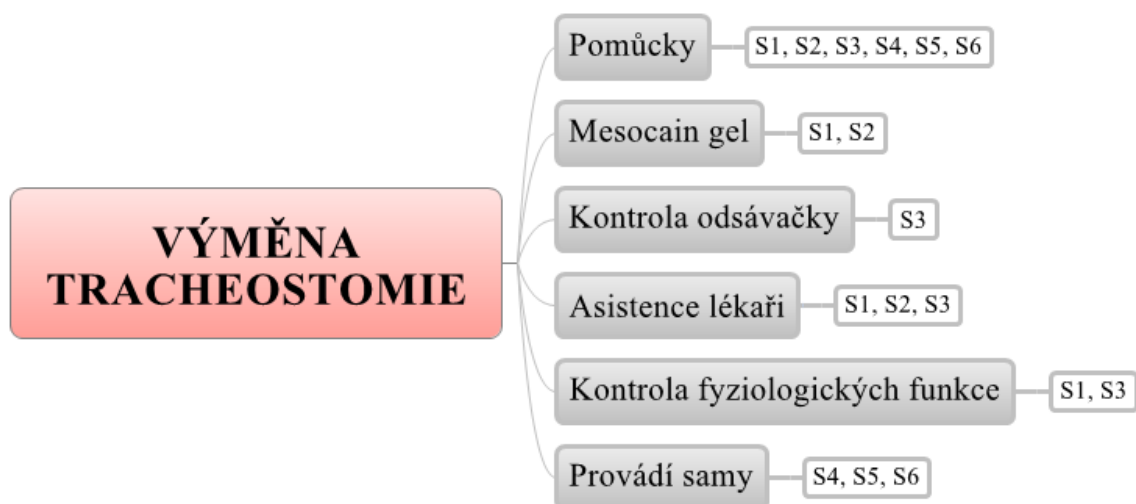 Pomůcky
S1, S2, S3, S4, S5, S6
Mesocain gel
S1, S2
Kontrola odsávačky
S3
VÝMĚNA
TRACHEOSTOMIE
Asistence lékaři
S1, S2, S3
Kontrola fyziologických funkce
S1, S3
Provádí samy
S4, S5, S6